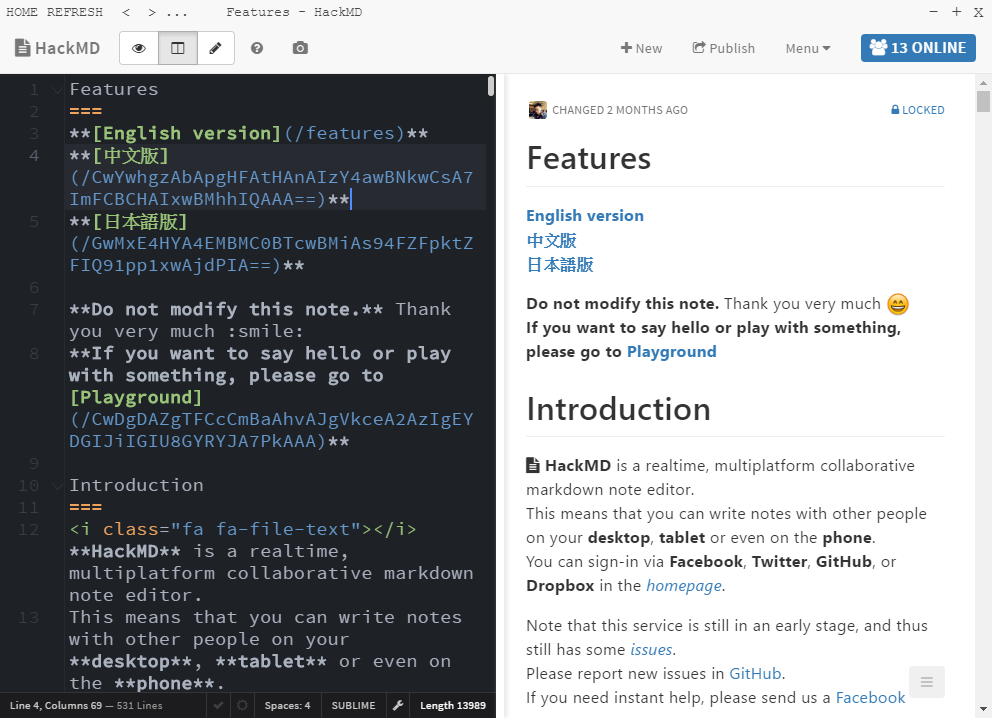 HOME REFRESH < > ... Features - HackMD − + X
HackMD ? New Publish Menu 13 ONLINE
1 Features
2 ===
3 **[English version](/features)**
4 **[中文版]
(/CwYwhgzAbApgHFAtHAnAIzY4awBNkwCsA7
ImFCBCHAIxwBMhhIQAAA==)**
5 **[日本語版]
(/GwMxE4HYA4EMBMC0BTcwBMiAs94FZFpktZ
FIQ91pp1xwAjdPIA==)**
6
7 **Do not modify this note.** Thank
you very much :smile:
8 **If you want to say hello or play
with something, please go to
[Playground]
(/CwDgDAZgTFCcCmBaAhvAJgVkceA2AzIgEY
DGIJiIGIU8GYRYJA7PkAAA)**
9
10 Introduction
11 ===
12 <i class="fa fa-file-text"></i>
**HackMD** is a realtime,
multiplatform collaborative markdown
note editor.
13 This means that you can write notes
with other people on your
**desktop**, **tablet** or even on
the **phone**.
Line 4, Columns 69 — 531 Lines Spaces: 4 SUBLIME Length 13989
CHANGED 2 MONTHS AGO LOCKED
Features
English version
中文版
日本語版
Do not modify this note. Thank you very much
If you want to say hello or play with something,
please go to Playground
Introduction
HackMD is a realtime, multiplatform collaborative
markdown note editor.
This means that you can write notes with other people
on your desktop, tablet or even on the phone.
You can sign-in via Facebook, Twitter, GitHub, or
Dropbox in the homepage.
Note that this service is still in an early stage, and thus
still has some issues.
Please report new issues in GitHub.
If you need instant help, please send us a Facebook